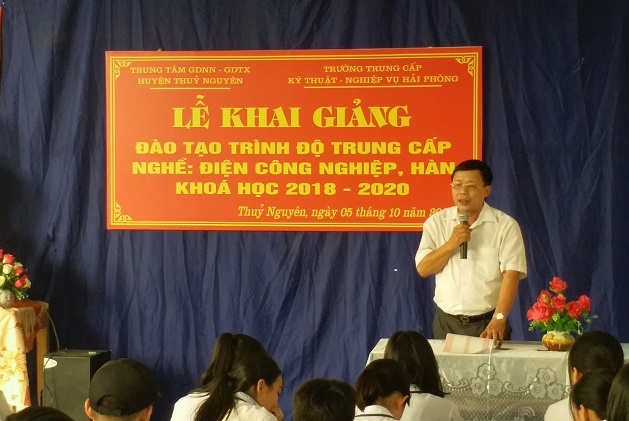 TRUNG TÂM GDNN - GDTX
HUYỆN THUỶ NGUYÊN
TRƯỜNG TRUNG CẤP
KỸ THUẬT - NGHIỆP VỤ HẢI PHÒNG
LỄ KHAI GIẢNG
ĐÀO TẠO TRÌNH ĐỘ TRUNG CẤP
NGHỀ: ĐIỆN CÔNG NGHIỆP, HÀN
KHOÁ HỌC 2018 - 2020
Thuỷ Nguyên, ngày 05 tháng 10 năm